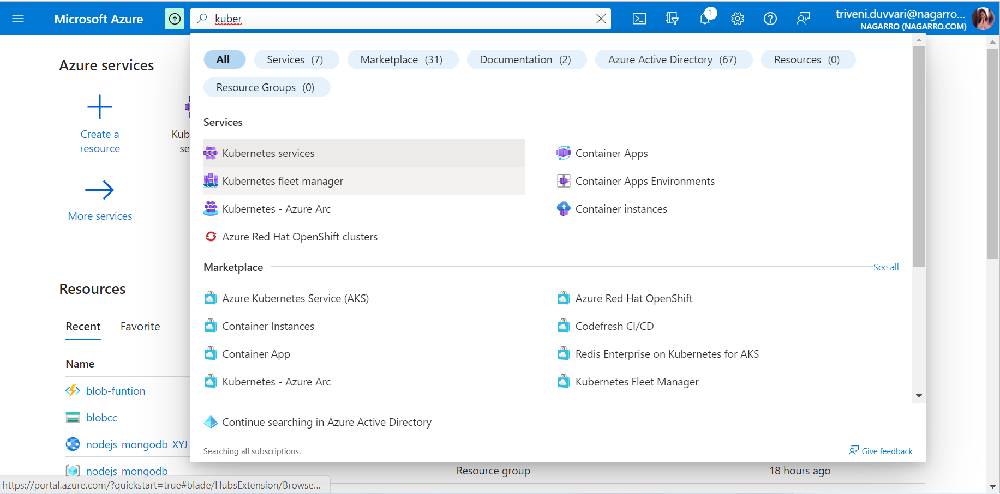 Microsoft Azure
kuber
1
triveni.duvvari@nagarro...
NAGARRO (NAGARRO.COM)
All
Services (7)
Marketplace (31)
Documentation (2)
Azure Active Directory (67)
Resources (0)
Resource Groups (0)
Azure services
Create a
resource
Kub
se
More services
Services
Kubernetes services
Container Apps
Kubernetes fleet manager
Container Apps Environments
Kubernetes - Azure Arc
Container instances
Azure Red Hat OpenShift clusters
Marketplace
See all
Azure Kubernetes Service (AKS)
Azure Red Hat OpenShift
Container Instances
Codefresh CI/CD
Container App
Redis Enterprise on Kubernetes for AKS
Kubernetes - Azure Arc
Kubernetes Fleet Manager
Continue searching in Azure Active Directory
Searching all subscriptions.
Give feedback
Resources
Recent
Favorite
Name
blob-funtion
blobcc
nodejs-mongodb-XYJ
nodejs-mongodb
Resource group
18 hours ago
https://portal.azure.com/?quickstart=true#blade/HubsExtension/Browse...